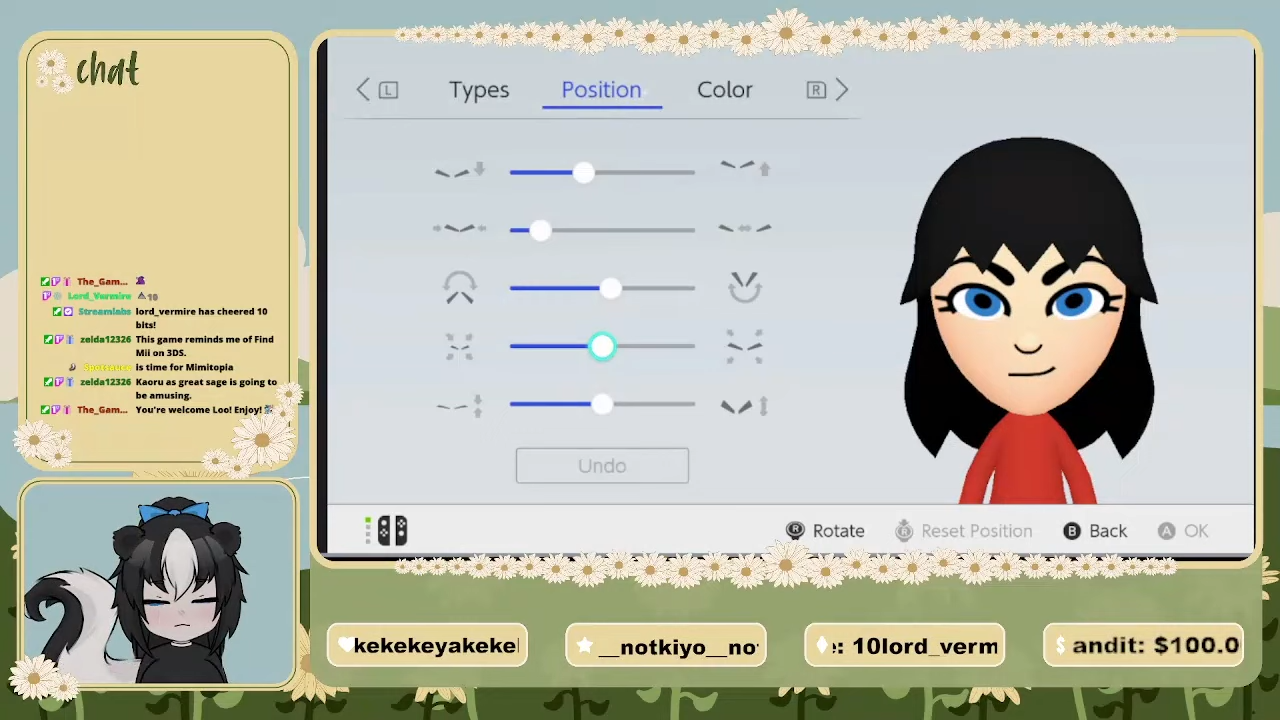 chat
The_Gam...
Lord_Vermire 10
Streamlabs lord_vermire has cheered 10
bits!
zelda12326 This game reminds me of Find
Mii on 3DS.
Spotsauce is time for Mimitopia
zelda12326 Kaoru as great sage is going to
be amusing.
The_Gam... You're welcome Loo! Enjoy!
L Types Position Color R
Undo
R Rotate R Reset Position B Back A OK
kekekeyakekel
__notkiyo__no
: 10lord_verm
$ andit: $100.0